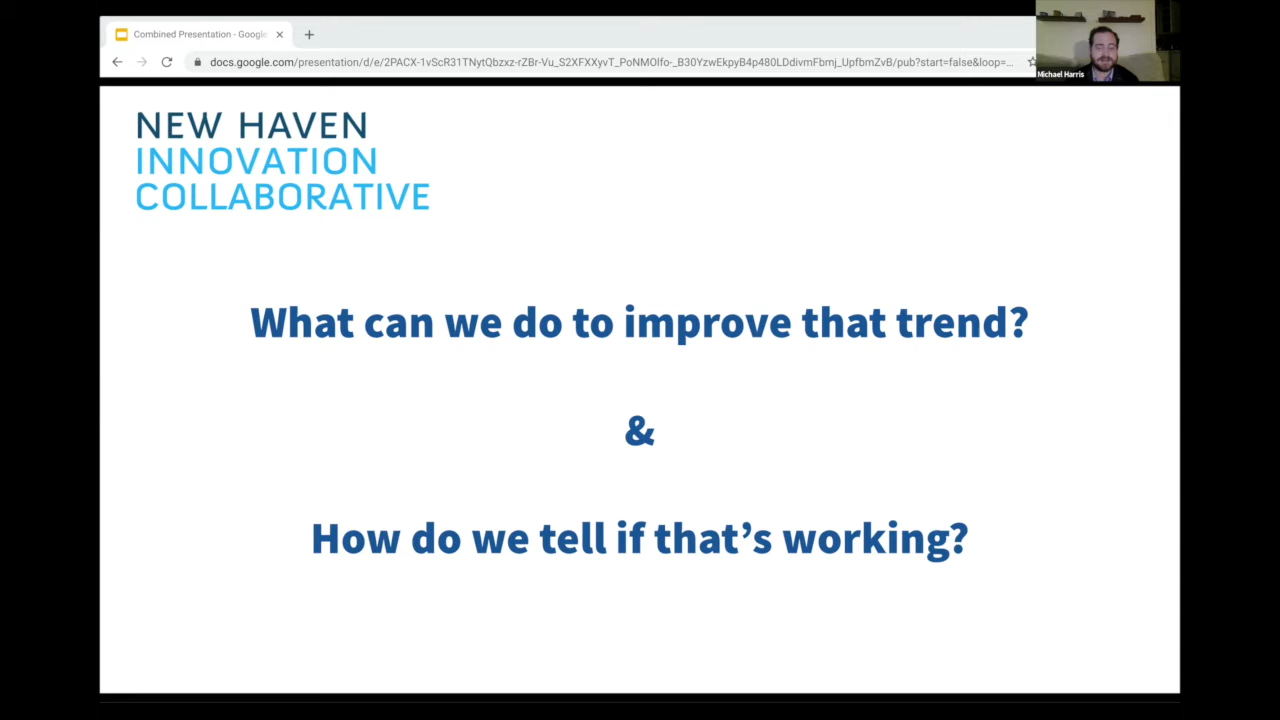 Combined Presentation - Google
docs.google.com/presentation/d/e/2PACX-1vScR31TNytQbzxz-rZBr-Vu_S2XFXXyvT_PoNMOlfo-_B30YzwEkpyB4p480LDdivmFbmj_UpfbmZvB/pub?start=false&loop=...
Michael Harris
NEW HAVEN
INNOVATION
COLLABORATIVE
What can we do to improve that trend?
&
How do we tell if that’s working?